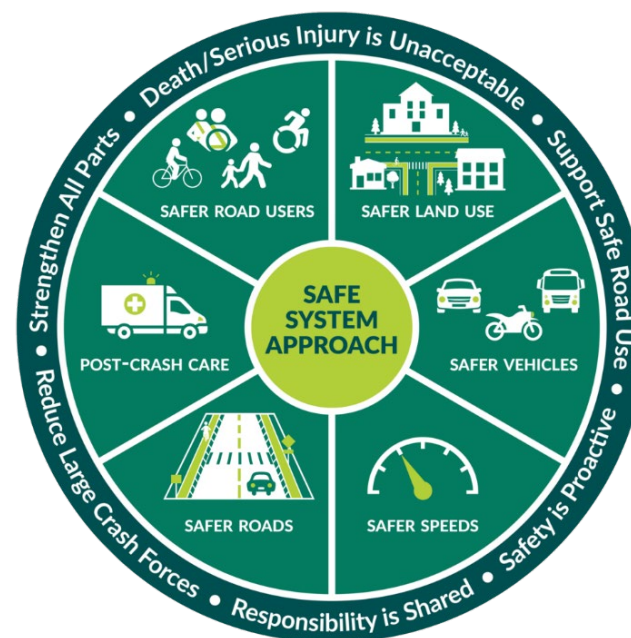 Death/Serious Injury is Unacceptable
Support Safe Road Use
Safety is Proactive
Responsibility is Shared
Reduce Large Crash Forces
Strengthen All Parts
SAFER ROAD USERS
SAFER LAND USE
SAFER VEHICLES
SAFER SPEEDS
SAFER ROADS
POST-CRASH CARE
SAFE
SYSTEM
APPROACH